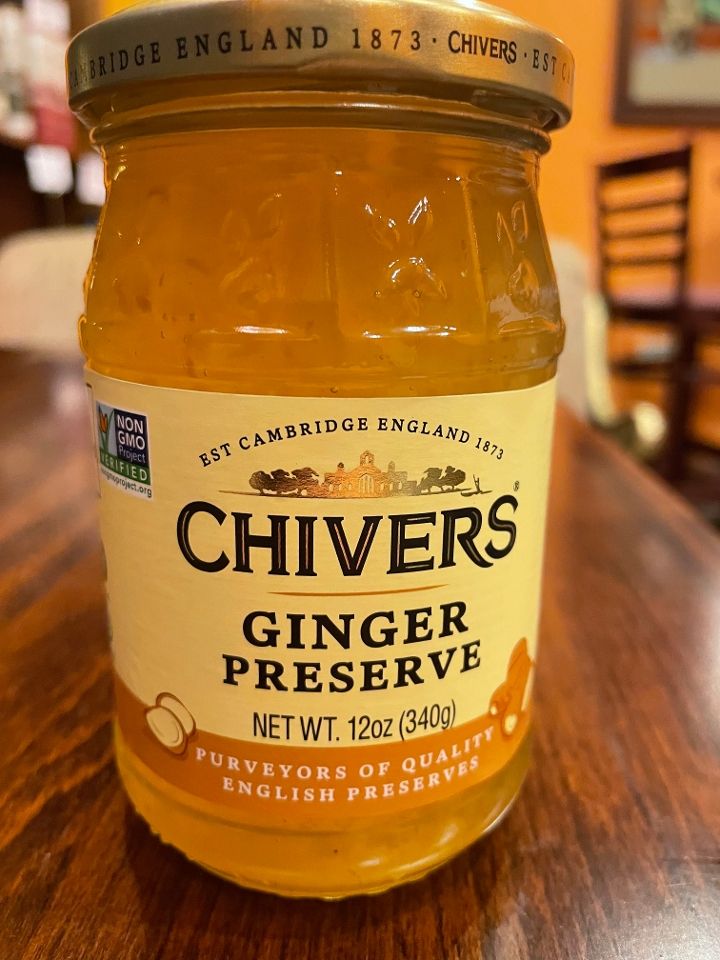 BRIDGE ENGLAND 1873 · CHIVERS · EST
NON
GMO
Project
VERIFIED
EST CAMBRIDGE ENGLAND 1873
CHIVERS®
GINGER
PRESERVE
NET WT. 12oz (340g)
PURVEYORS OF QUALITY
ENGLISH PRESERVES